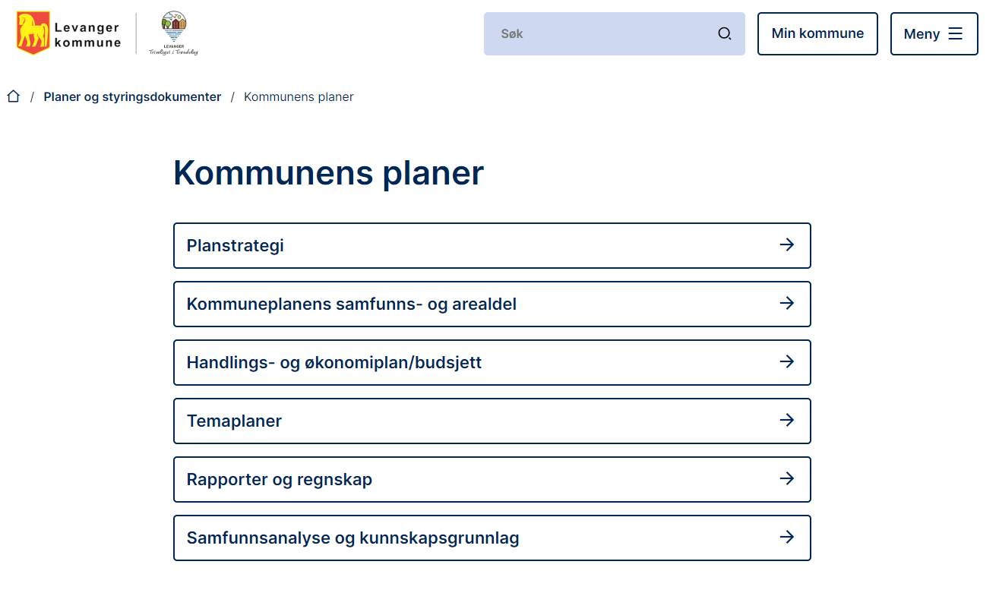 Levanger
kommune
LEVANGER
Triveligst i Trøndelag
Søk
Min kommune
Meny
/ Planer og styringsdokumenter / Kommunens planer
Kommunens planer
Planstrategi
Kommuneplanens samfunns- og arealdel
Handlings- og økonomiplan/budsjett
Temaplaner
Rapporter og regnskap
Samfunnsanalyse og kunnskapsgrunnlag